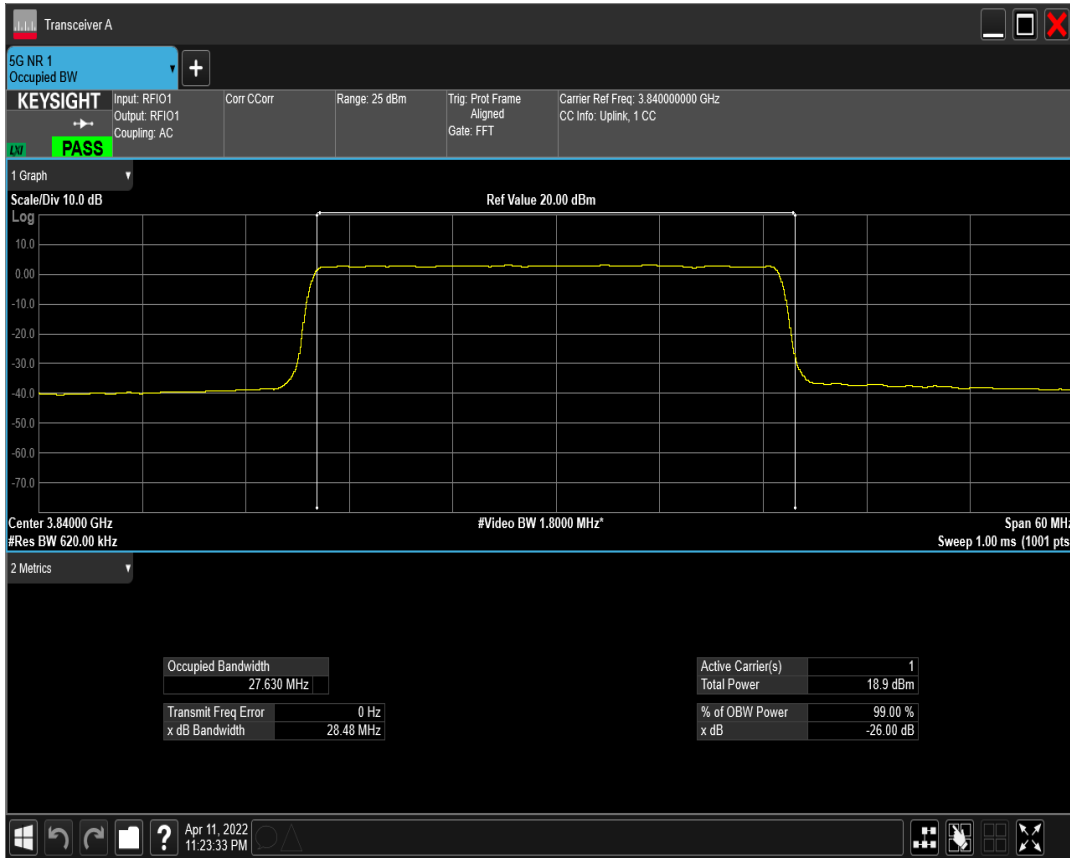 Transceiver A
5G NR 1
Occupied BW
KEYSIGHT
LXI
PASS
Input: RFIO1
Output: RFIO1
Coupling: AC
Corr CCorr
Range: 25 dBm
Trig: Prot Frame
Aligned
Gate: FFT
Carrier Ref Freq: 3.840000000 GHz
CC Info: Uplink, 1 CC
1 Graph
Scale/Div 10.0 dB
Ref Value 20.00 dBm
Log
10.0
0.00
-10.0
-20.0
-30.0
-40.0
-50.0
-60.0
-70.0
Center 3.84000 GHz
#Video BW 1.8000 MHz*
Span 60 MHz
#Res BW 620.00 kHz
Sweep 1.00 ms (1001 pts
2 Metrics
Occupied Bandwidth
27.630 MHz
Transmit Freq Error 0 Hz
x dB Bandwidth 28.48 MHz
Active Carrier(s) 1
Total Power 18.9 dBm
% of OBW Power 99.00 %
x dB -26.00 dB
?
Apr 11, 2022
11:23:33 PM